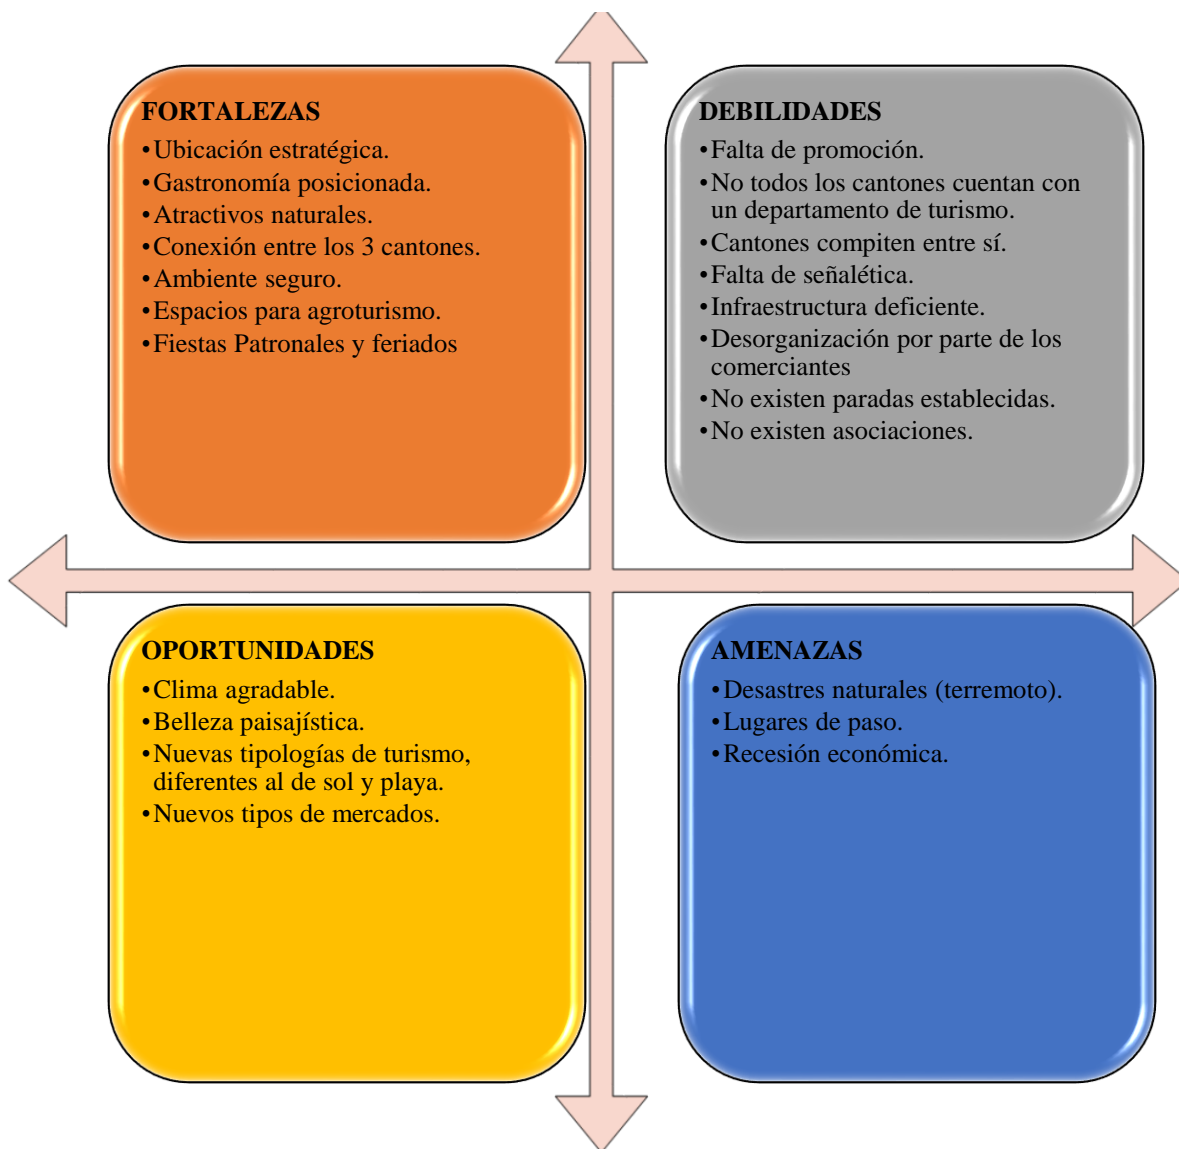 FORTALEZAS
•Ubicación estratégica.
•Gastronomía posicionada.
•Atractivos naturales.
•Conexión entre los 3 cantones.
•Ambiente seguro.
•Espacios para agroturismo.
•Fiestas Patronales y feriados
DEBILIDADES
•Falta de promoción.
•No todos los cantones cuentan con
un departamento de turismo.
•Cantones compiten entre sí.
•Falta de señalética.
•Infraestructura deficiente.
•Desorganización por parte de los
comerciantes
•No existen paradas establecidas.
•No existen asociaciones.
OPORTUNIDADES
•Clima agradable.
•Belleza paisajística.
•Nuevas tipologías de turismo,
diferentes al de sol y playa.
•Nuevos tipos de mercados.
AMENAZAS
•Desastres naturales (terremoto).
•Lugares de paso.
•Recesión económica.